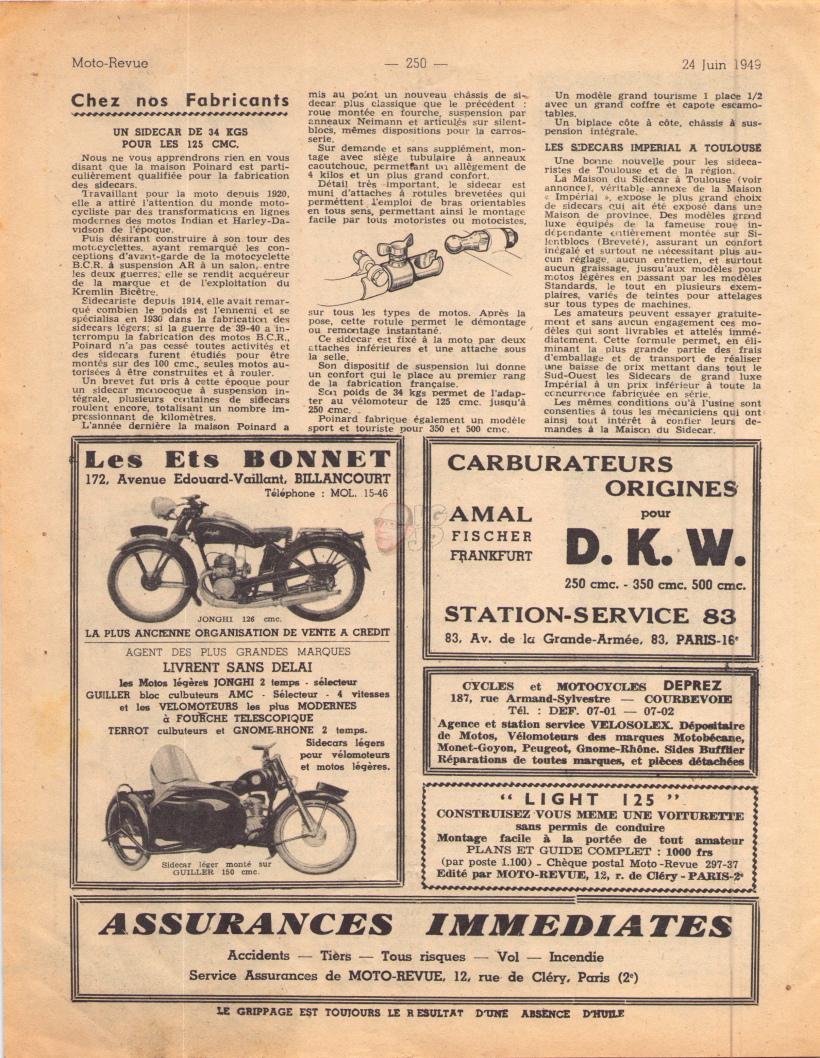 Moto-Revue
— 250 —
24 Juin 1949
Chez nos Fabricants
UN SIDECAR DE 34 KGS
POUR LES 125 CMC.
Nous ne vous apprendrons rien en vous
disant que la maison Poinard est parti-
culièrement qualifiée pour la fabrication
des sidecars.
Travaillant pour la moto depuis 1920,
elle a attiré l'attention du monde moto-
cycliste par des transformations en lignes
modernes des motos Indian et Harley-Da-
vidson de l'époque.
Puis désirant construire à son tour des
motocyclettes, ayant remarqué les con-
ceptions d'avant-garde de la motocyclette
B.C.R. à suspension AR à un salon, entre
les deux guerres, elle se rendit acquéreur
de la marque et de l'exploitation du
Kremlin Bicêtre.
Sidecariste depuis 1914, elle avait remar-
qué combien le poids est l'ennemi et se
spécialisa en 1930 dans la fabrication des
sidecars légers; si la guerre de 39-40 a in-
terrompu la fabrication des motos B.C.R.,
Poinard n'a pas cessé toutes activités et
des sidecars furent étudiés pour être
montés sur des 100 cmc, seules motos au-
torisées à être construites et à rouler.
Un brevet fut pris à cette époque pour
un sidecar monocoque à suspension in-
tégrale, plusieurs centaines de sidecars
roulent encore, totalisant un nombre im-
pressionnant de kilomètres.
L'année dernière la maison Poinard a
mis au point un nouveau châssis de si-
decar plus classique que le précédent :
roue montée en fourche, suspension par
anneaux Neimann et articulés sur silent-
blocs, mêmes dispositions pour la carros-
serie.
Sur demande et sans supplément, mon-
tage avec siège tubulaire à anneaux
caoutchouc, permettant un allègement de
4 kilos et un plus grand confort.
Détail très important, le sidecar est
muni d'attaches à rotules brevetées qui
permettent l'emploi de bras orientables
en tous sens, permettant ainsi le montage
facile par tous motoristes ou motocistes,
sur tous les types de motos. Après la
pose, cette rotule permet le démontage
ou remontage instantané.
Ce sidecar est fixé à la moto par deux
attaches inférieures et une attache sous
la selle.
Son dispositif de suspension lui donne
un confort qui le place au premier rang
de la fabrication française.
Son poids de 34 kgs permet de l'adap-
ter au vélomoteur de 125 cmc. jusqu'à
250 cmc.
Poinard fabrique également un modèle
sport et touriste pour 350 et 500 cmc.
Un modèle grand tourisme 1 place 1/2
avec un grand coffre et capote escamo-
tables.
Un biplace côte à côte, châssis à sus-
pension intégrale.
LES SIDECARS IMPERIAL A TOULOUSE
Une bonne nouvelle pour les sideca-
ristes de Toulouse et de la région.
La Maison du Sidecar à Toulouse (voir
annonce), véritable annexe de la Maison
« Impérial », expose le plus grand choix
de sidecars qui ait été exposé dans une
Maison de province. Des modèles grand
luxe équipés de la fameuse roue in-
dépendante entièrement montée sur Si-
lentblocs (Breveté), assurant un confort
inégalé et surtout ne nécessitant plus au-
cun réglage, aucun entretien, et surtout
aucun graissage, jusqu'aux modèles pour
motos légères en passant par les modèles
Standards, le tout en plusieurs exem-
plaires, variés de teintes pour attelages
sur tous types de machines.
Les amateurs peuvent essayer gratuite-
ment et sans aucun engagement ces mo-
dèles qui sont livrables et attelés immé-
diatement. Cette formule permet, en éli-
minant la plus grande partie des frais
d'emballage et de transport de réaliser
une baisse de prix mettant dans tout le
Sud-Ouest les Sidecars de grand luxe
Impérial à un prix inférieur à toute la
concurrence fabriquée en série.
Les mêmes conditions qu'à l'usine sont
consenties à tous les mécaniciens qui ont
ainsi tout intérêt à confier leurs de-
mandes à la Maison du Sidecar.
Les Ets BONNET
172, Avenue Edouard-Vaillant, BILLANCOURT
Téléphone : MOL. 15-46
JONGHI 126 cmc.
LA PLUS ANCIENNE ORGANISATION DE VENTE A CREDIT
AGENT DES PLUS GRANDES MARQUES
LIVRENT SANS DELAI
les Motos légères JONGHI 2 temps - sélecteur
GUILLER bloc culbuteurs AMC - Sélecteur - 4 vitesses
et les VELOMOTEURS les plus MODERNES
à FOURCHE TELESCOPIQUE
TERROT culbuteurs et GNOME-RHONE 2 temps.
Sidecars légers
pour vélomoteurs
et motos légères.
Sidecar léger monté sur
GUILLER 150 cmc.
CARBURATEURS
ORIGINES
AMAL
FISCHER
FRANKFURT
pour
D. K. W.
250 cmc. - 350 cmc. 500 cmc.
STATION-SERVICE 83
83, Av. de la Grande-Armée, 83, PARIS-16e
CYCLES et MOTOCYCLES DEPREZ
187, rue Armand-Sylvestre — COURBEVOIE
Tél. : DEF. 07-01 — 07-02
Agence et station service VELOSOLEX. Dépositaire
de Motos, Vélomoteurs des marques Motobécane,
Monet-Goyon, Peugeot, Gnome-Rhône. Sides Bufflier
Réparations de toutes marques, et pièces détachées
“ LIGHT 125 ”
CONSTRUISEZ VOUS MEME UNE VOITURETTE
sans permis de conduire
Montage facile à la portée de tout amateur
PLANS ET GUIDE COMPLET : 1000 frs
(par poste 1.100) - Chèque postal Moto-Revue 297-37
Edité par MOTO-REVUE, 12, r. de Cléry - PARIS-2e
ASSURANCES IMMEDIATES
Accidents — Tièrs — Tous risques — Vol — Incendie
Service Assurances de MOTO-REVUE, 12, rue de Cléry, Paris (2e)
LE GRIPPAGE EST TOUJOURS LE RESULTAT D'UNE ABSENCE D'HUILE